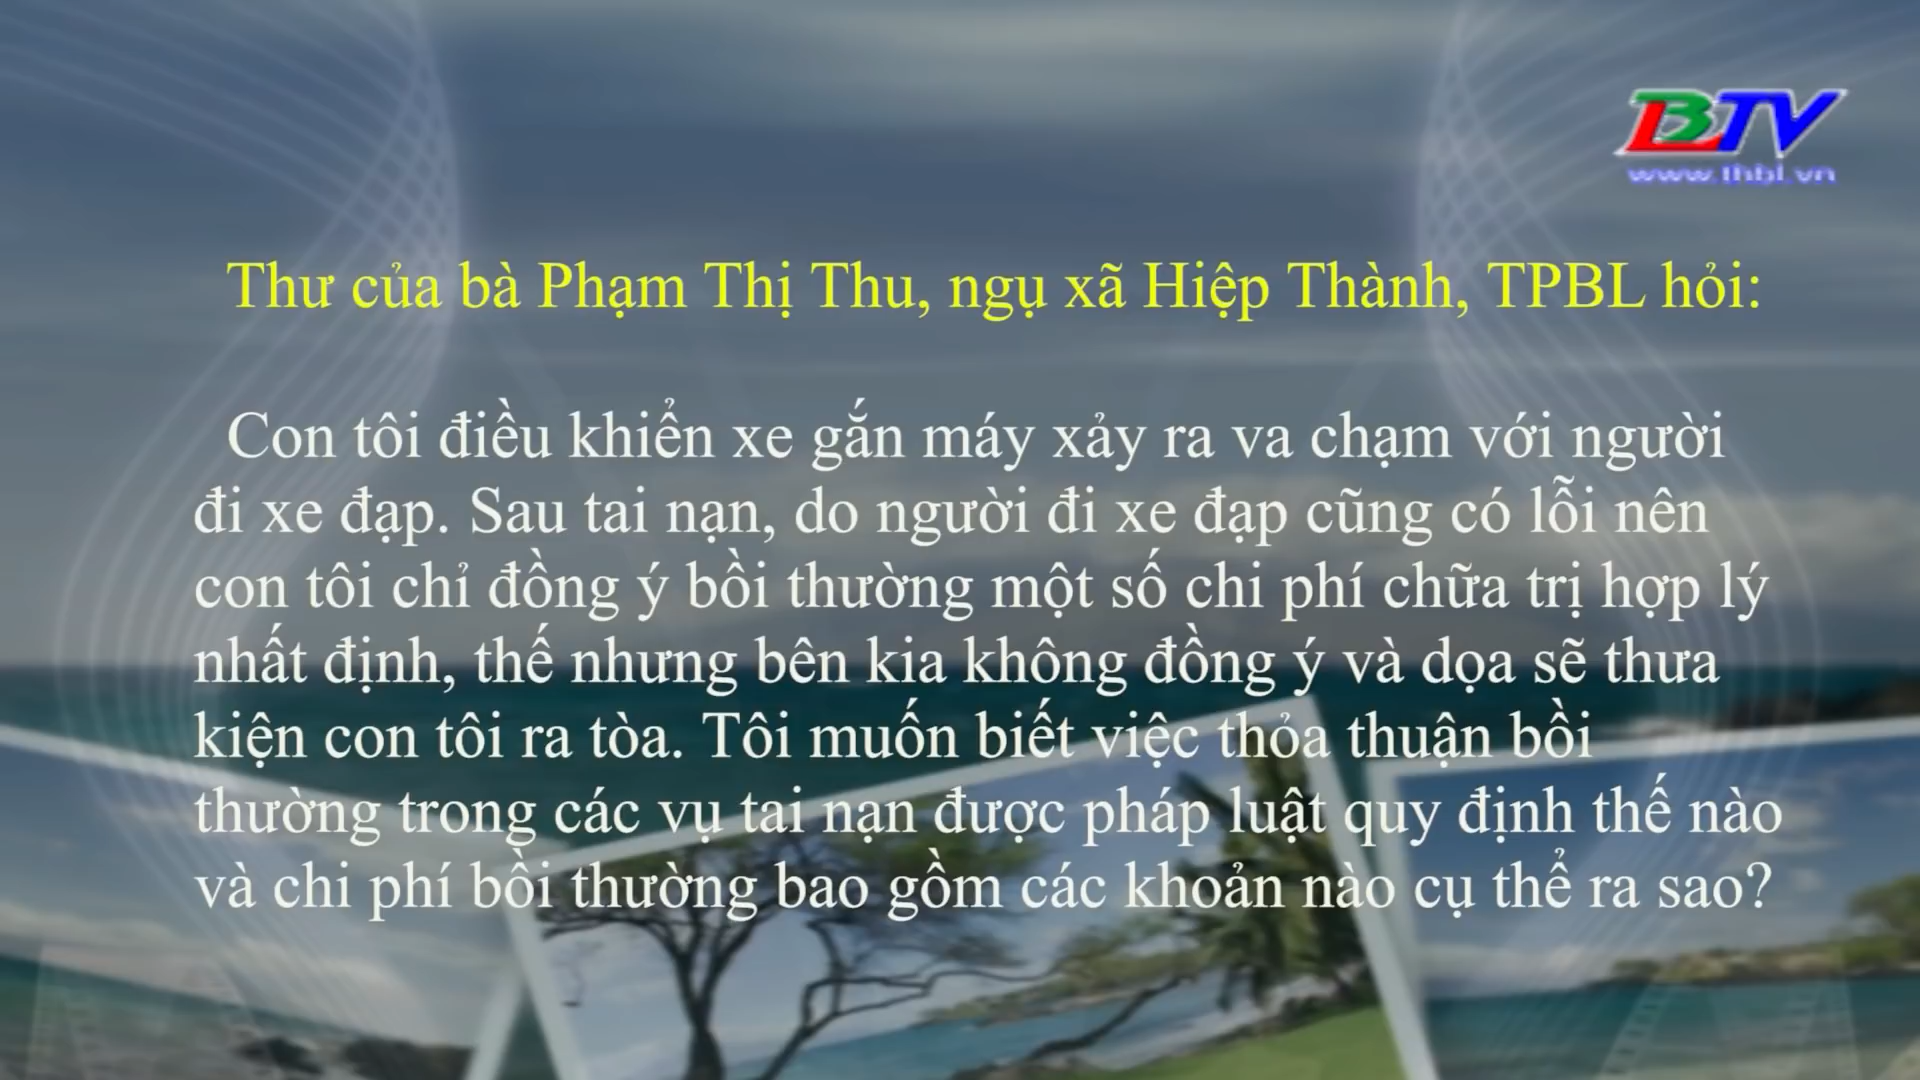 BTV
www.thbl.vn
Thư của bà Phạm Thị Thu, ngụ xã Hiệp Thành, TPBL hỏi:
Con tôi điều khiển xe gắn máy xảy ra va chạm với người
đi xe đạp. Sau tai nạn, do người đi xe đạp cũng có lỗi nên
con tôi chỉ đồng ý bồi thường một số chi phí chữa trị hợp lý
nhất định, thế nhưng bên kia không đồng ý và dọa sẽ thưa
kiện con tôi ra tòa. Tôi muốn biết việc thỏa thuận bồi
thường trong các vụ tai nạn được pháp luật quy định thế nào
và chi phí bồi thường bao gồm các khoản nào cụ thể ra sao?